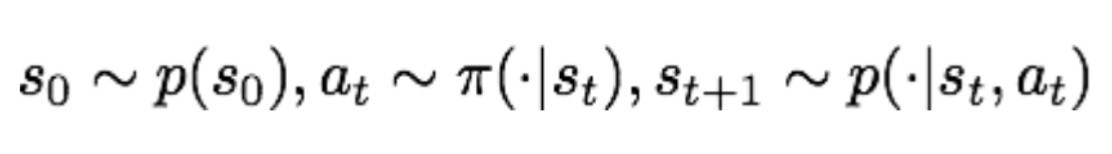 s₀ ∼ p(s₀), aₜ ∼ π(·|sₜ), sₜ₊₁ ∼ p(·|sₜ, aₜ)